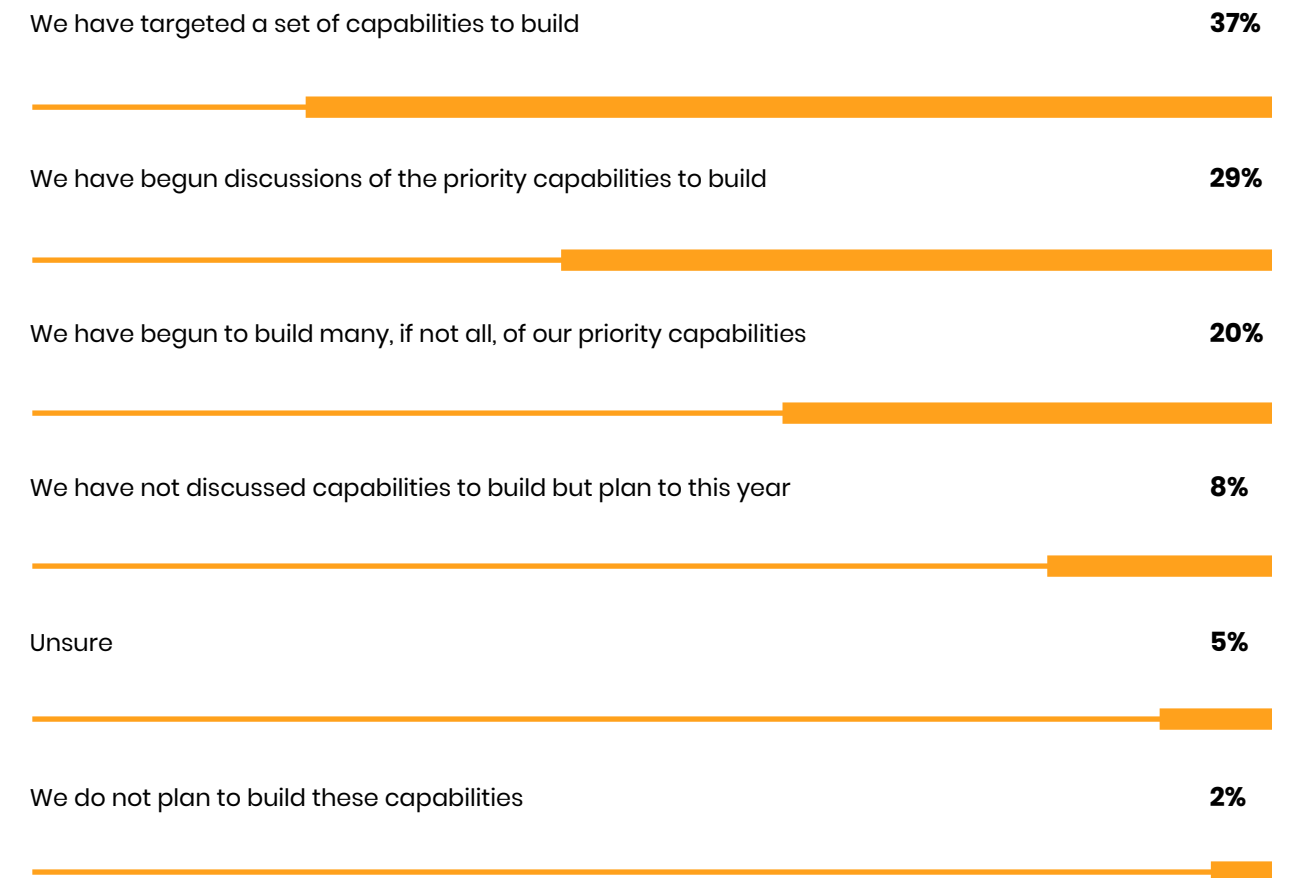 We have targeted a set of capabilities to build 37%
We have begun discussions of the priority capabilities to build 29%
We have begun to build many, if not all, of our priority capabilities 20%
We have not discussed capabilities to build but plan to this year 8%
Unsure 5%
We do not plan to build these capabilities 2%